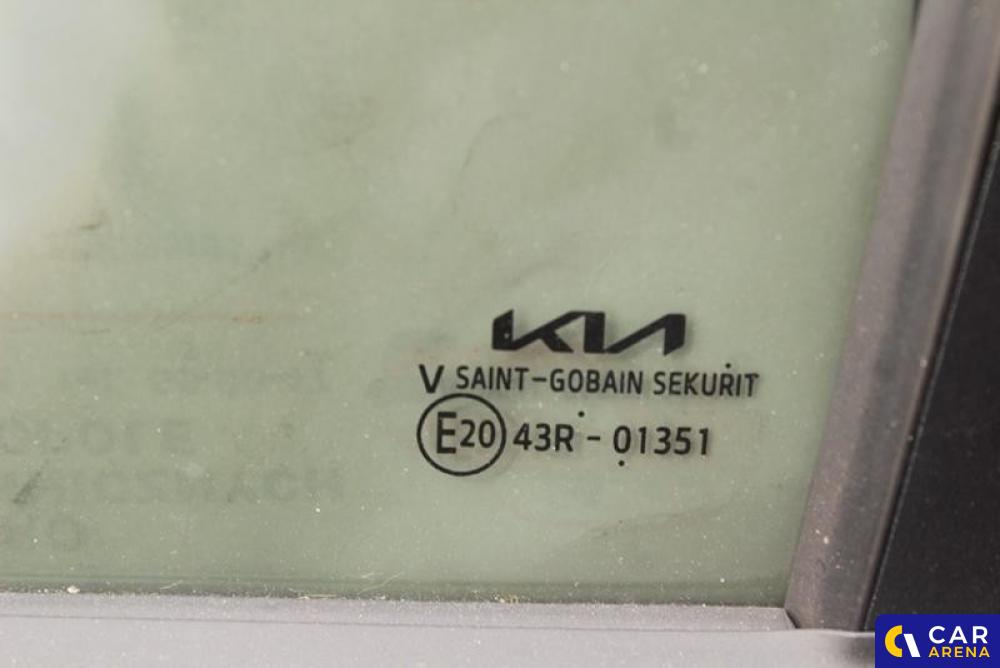 KIA
V SAINT-GOBAIN SEKURIT
E20 43R - 01351
CAR
ARENA